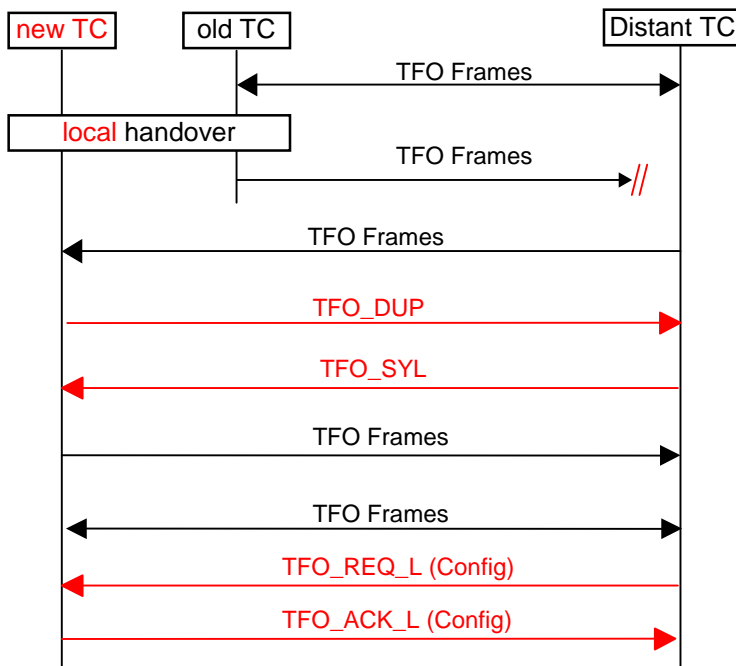 new TC
old TC
Distant TC
TFO Frames
local handover
TFO Frames
TFO Frames
TFO_DUP
TFO_SYL
TFO Frames
TFO Frames
TFO_REQ_L (Config)
TFO_ACK_L (Config)